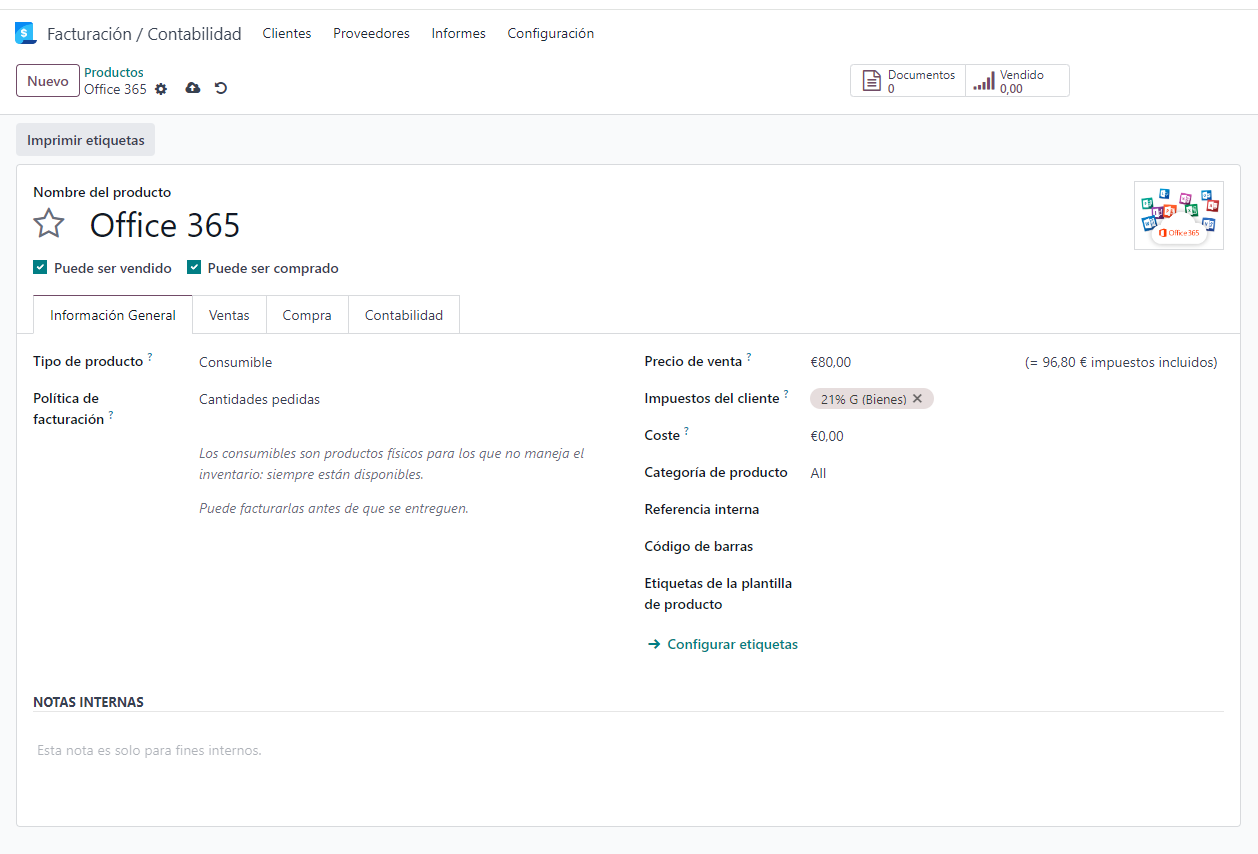 Facturación / Contabilidad Clientes Proveedores Informes Configuración
Nuevo
Productos
Office 365
Documentos
0
Vendido
0,00
Imprimir etiquetas
Nombre del producto
Office 365
Office365
Puede ser vendido Puede ser comprado
Información General Ventas Compra Contabilidad
Tipo de producto ? Consumible
Política de
facturación ? Cantidades pedidas
Los consumibles son productos físicos para los que no maneja el
inventario: siempre están disponibles.
Puede facturarlas antes de que se entreguen.
Precio de venta ? €80,00 (= 96,80 € impuestos incluidos)
Impuestos del cliente ? 21% G (Bienes)
Coste ? €0,00
Categoría de producto All
Referencia interna
Código de barras
Etiquetas de la plantilla
de producto
Configurar etiquetas
NOTAS INTERNAS
Esta nota es solo para fines internos.